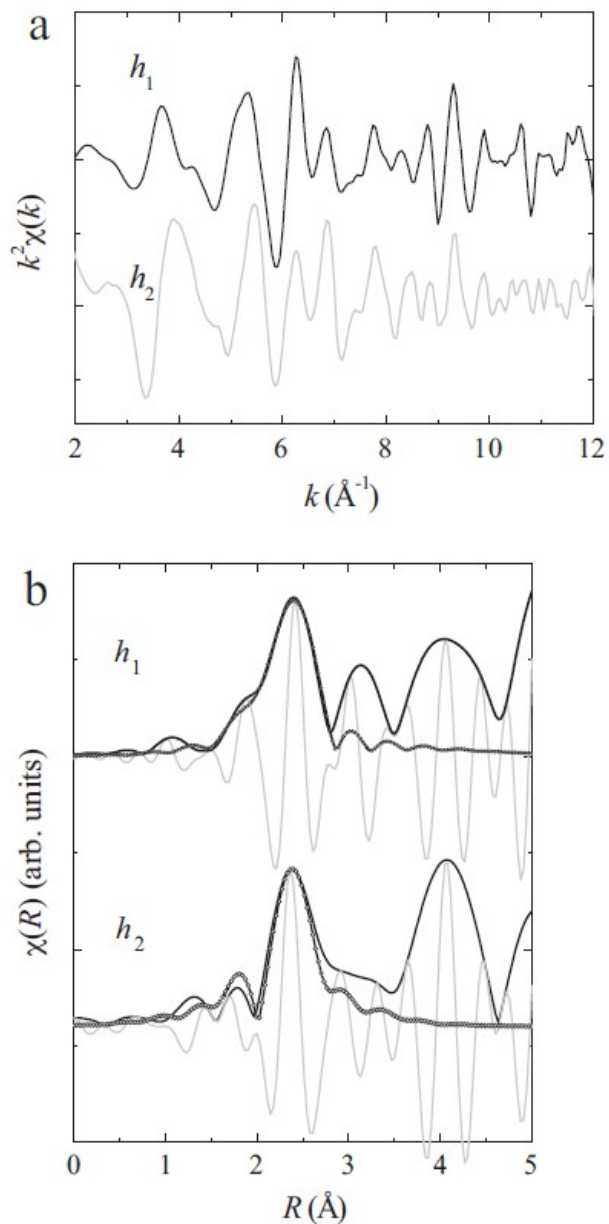 a
h₁
h₂
k²χ(k)
2 4 6 8 10 12
k (Å⁻¹)
b
h₁
h₂
χ(R) (arb. units)
0 1 2 3 4 5
R (Å)